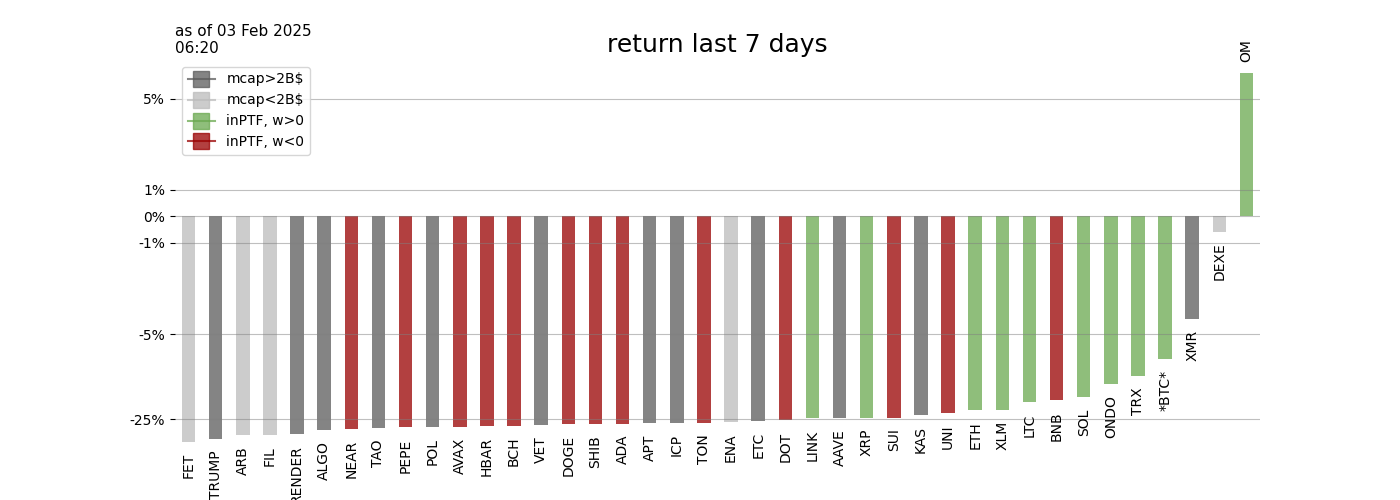 as of 03 Feb 2025
06:20
return last 7 days
mcap>2B$
mcap<2B$
inPTF, w>0
inPTF, w<0
5%
1%
0%
-1%
-5%
-25%
FET
TRUMP
ARB
FIL
RENDER
ALGO
NEAR
TAO
PEPE
POL
AVAX
HBAR
BCH
VET
DOGE
SHIB
ADA
APT
ICP
TON
ENA
ETC
DOT
LINK
AAVE
XRP
SUI
KAS
UNI
ETH
XLM
LTC
BNB
SOL
ONDO
TRX
*BTC*
XMR
DEXE
OM